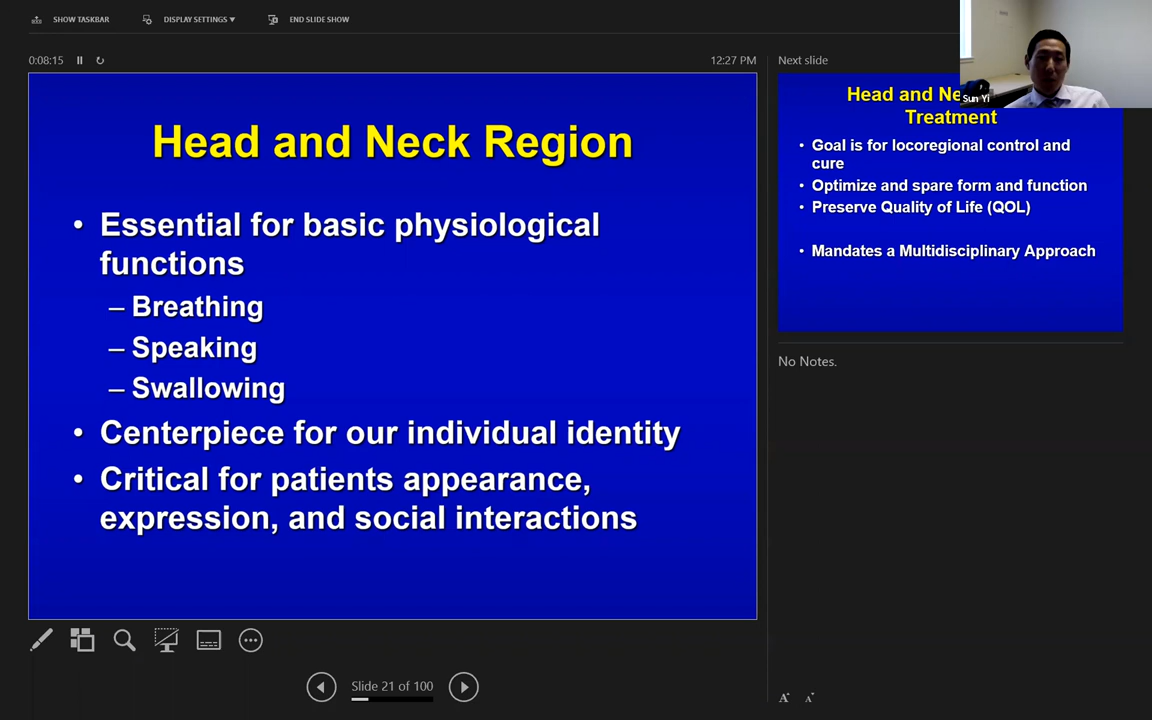 SHOW TASKBAR
DISPLAY SETTINGS ▼
END SLIDE SHOW
0:08:15
12:27 PM
Head and Neck Region
• Essential for basic physiological
functions
– Breathing
– Speaking
– Swallowing
• Centerpiece for our individual identity
• Critical for patients appearance,
expression, and social interactions
Slide 21 of 100
Next slide
Sun Yi
Head and
Treatment
• Goal is for locoregional control and
cure
• Optimize and spare form and function
• Preserve Quality of Life (QOL)
• Mandates a Multidisciplinary Approach
No Notes.
A A